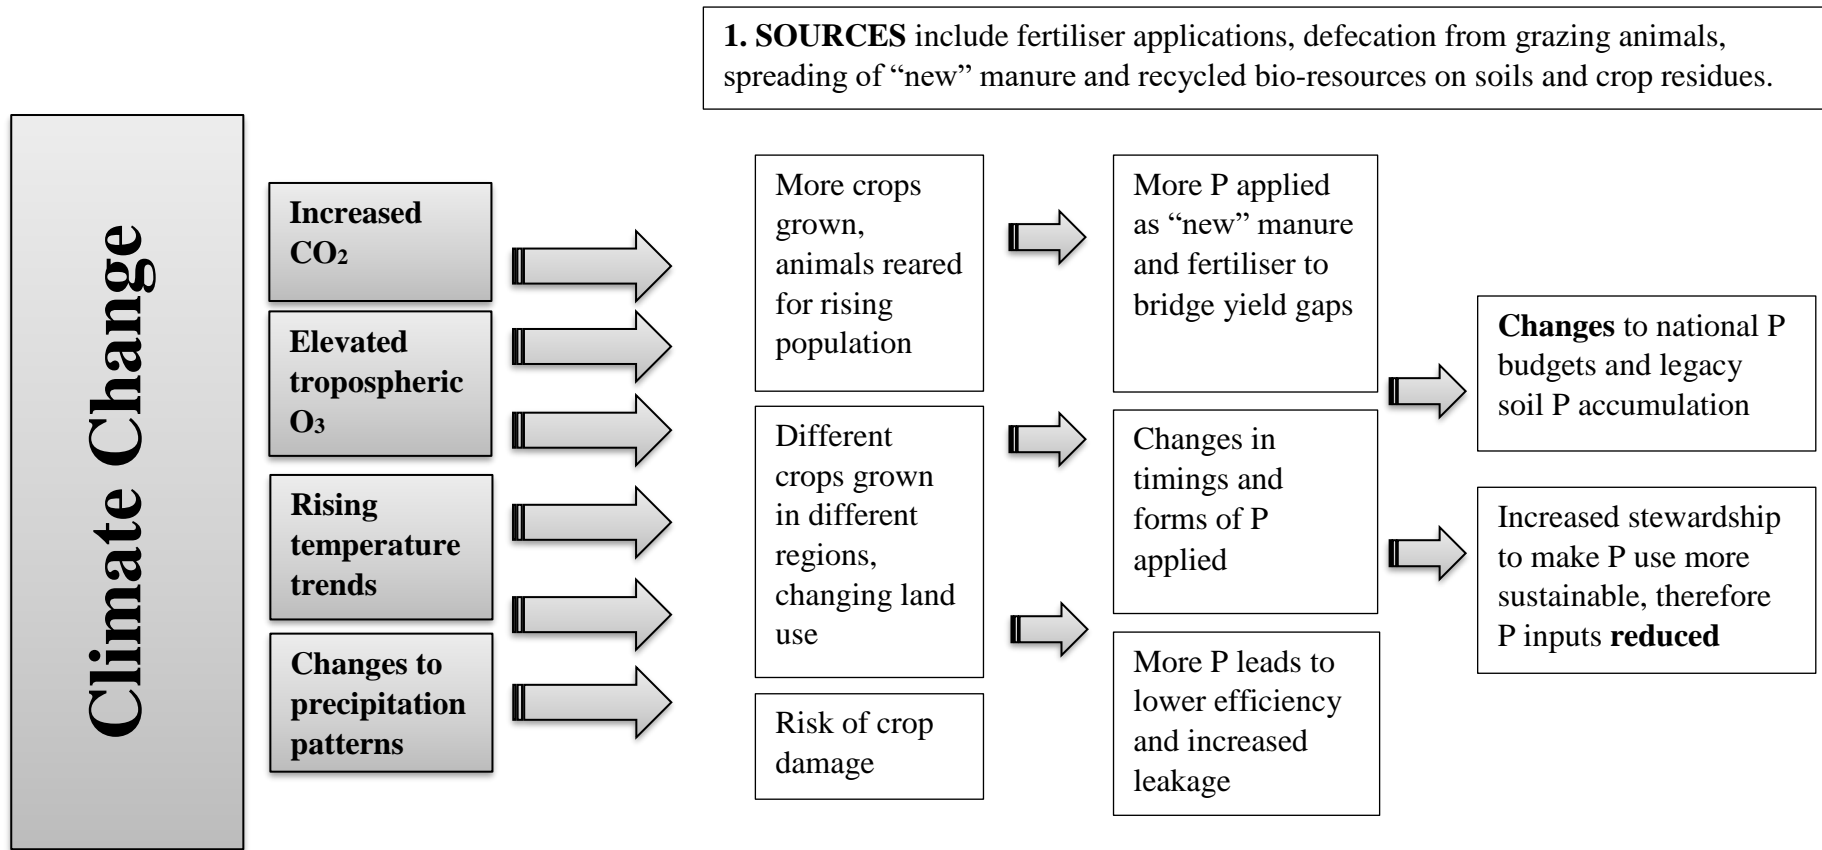 1. SOURCES include fertiliser applications, defecation from grazing animals,
spreading of “new” manure and recycled bio-resources on soils and crop residues.
Climate Change
Increased
CO₂
Elevated
tropospheric
O₃
Rising
temperature
trends
Changes to
precipitation
patterns
More crops
grown,
animals reared
for rising
population
Different
crops grown
in different
regions,
changing land
use
Risk of crop
damage
More P applied
as “new” manure
and fertiliser to
bridge yield gaps
Changes in
timings and
forms of P
applied
More P leads to
lower efficiency
and increased
leakage
Changes to national P
budgets and legacy
soil P accumulation
Increased stewardship
to make P use more
sustainable, therefore
P inputs reduced